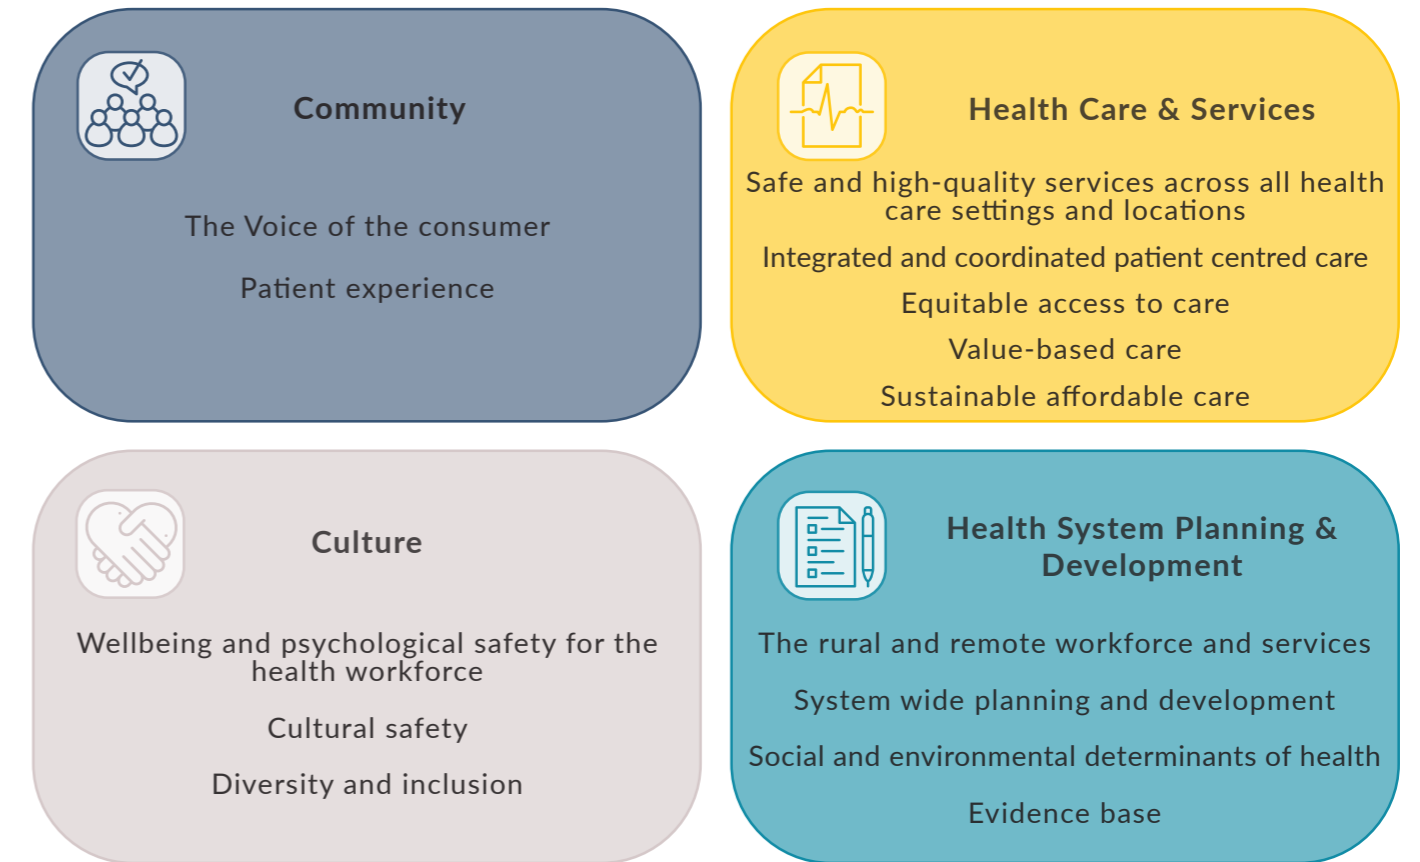 Community
The Voice of the consumer
Patient experience
Health Care & Services
Safe and high-quality services across all health
care settings and locations
Integrated and coordinated patient centred care
Equitable access to care
Value-based care
Sustainable affordable care
Culture
Wellbeing and psychological safety for the
health workforce
Cultural safety
Diversity and inclusion
Health System Planning &
Development
The rural and remote workforce and services
System wide planning and development
Social and environmental determinants of health
Evidence base